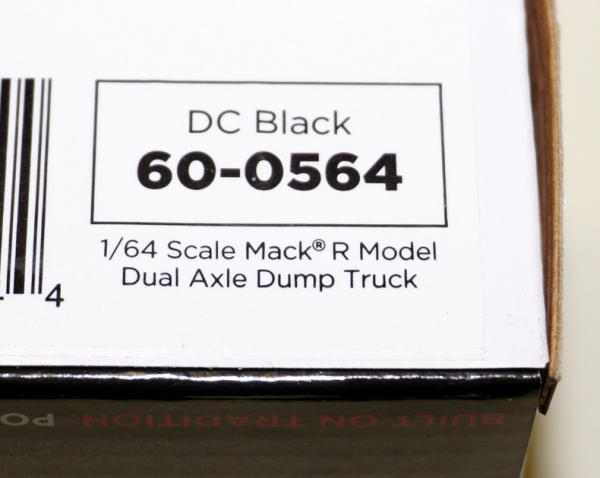 DC Black
60-0564
1/64 Scale Mack® R Model
Dual Axle Dump Truck
4
BUILT ON TRADITION. PO